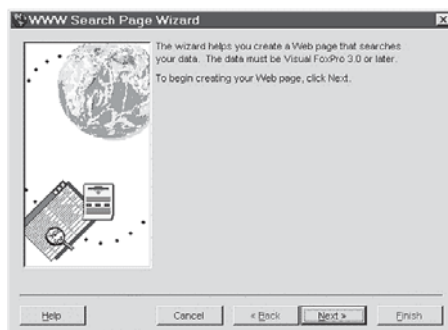 WWW Search Page Wizard
The wizard helps you create a Web page that searches
your data. The data must be Visual FoxPro 3.0 or later.
To begin creating your Web page, click Next.
Help
Cancel
< Back
Next >
Finish